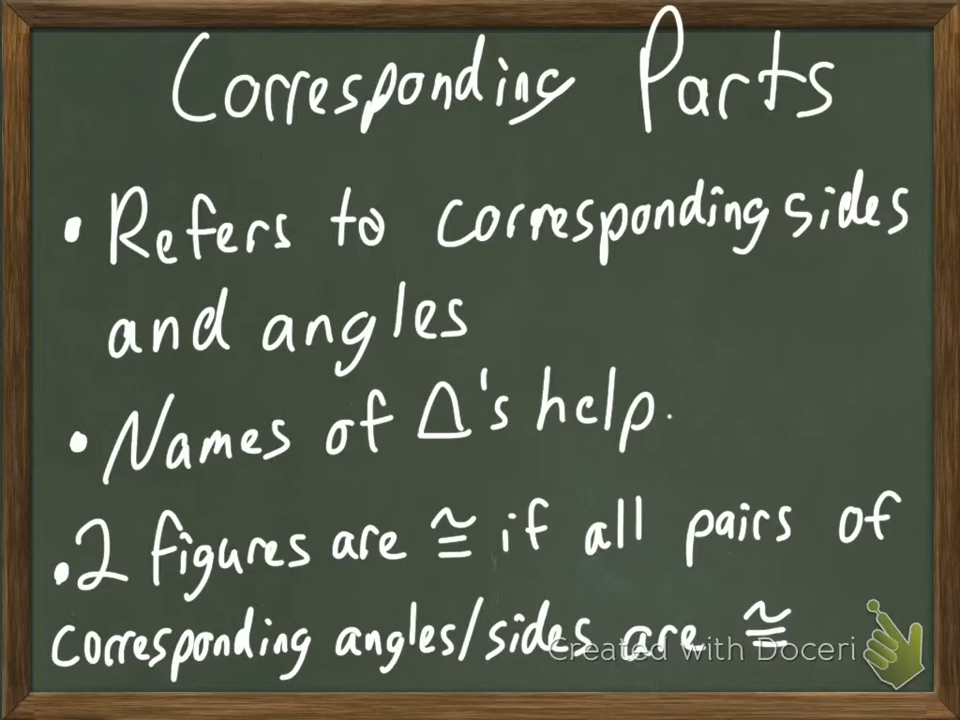 Corresponding Parts
• Refers to corresponding sides
and angles
• Names of Δ's help.
• 2 figures are ≅ if all pairs of
corresponding angles/sides are ≅
Created with Doceri